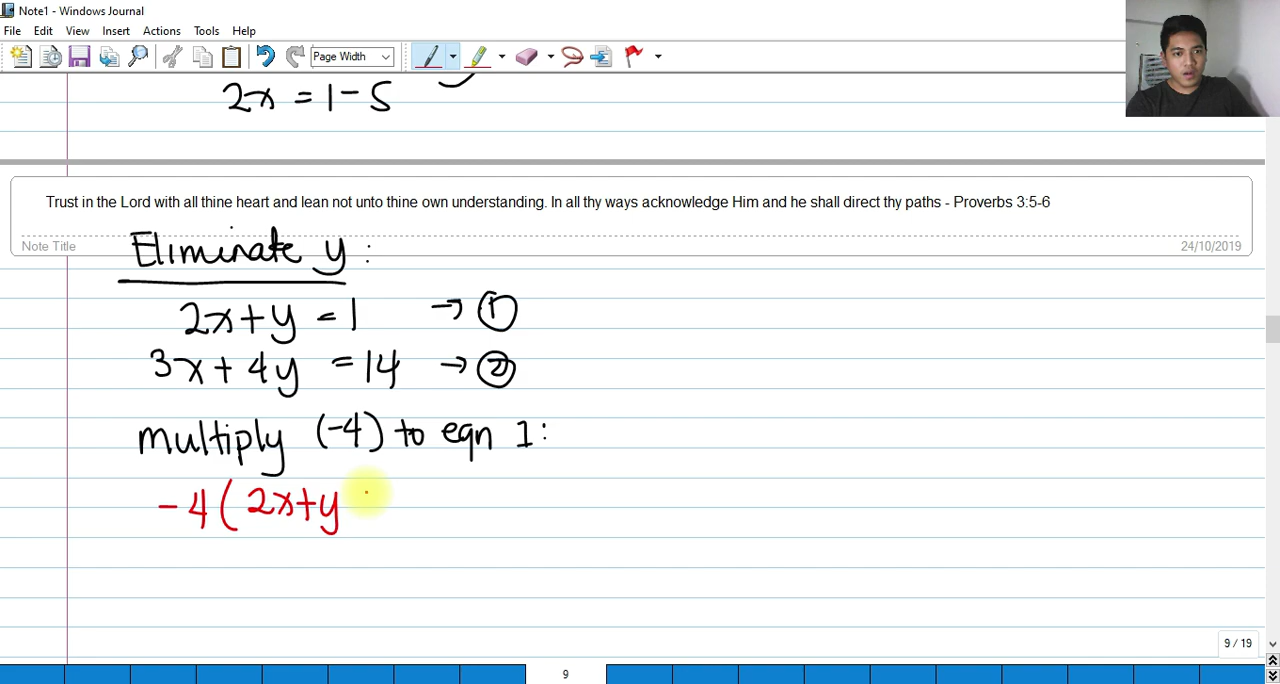 Note1 - Windows Journal
File Edit View Insert Actions Tools Help
Page Width
2x = 1 - 5
Trust in the Lord with all thine heart and lean not unto thine own understanding. In all thy ways acknowledge Him and he shall direct thy paths - Proverbs 3:5-6
Note Title
24/10/2019
Eliminate y :
2x + y = 1 → ①
3x + 4y = 14 → ②
multiply (-4) to eqn 1:
-4( 2x+y
9 / 19
9